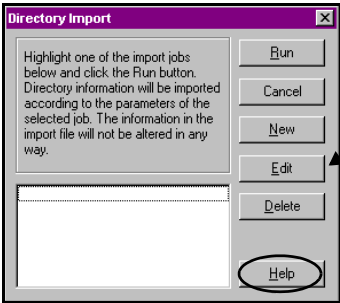 Directory Import
Highlight one of the import jobs
below and click the Run button.
Directory information will be imported
according to the parameters of the
selected job. The information in the
import file will not be altered in any
way.
Run
Cancel
New
Edit
Delete
Help